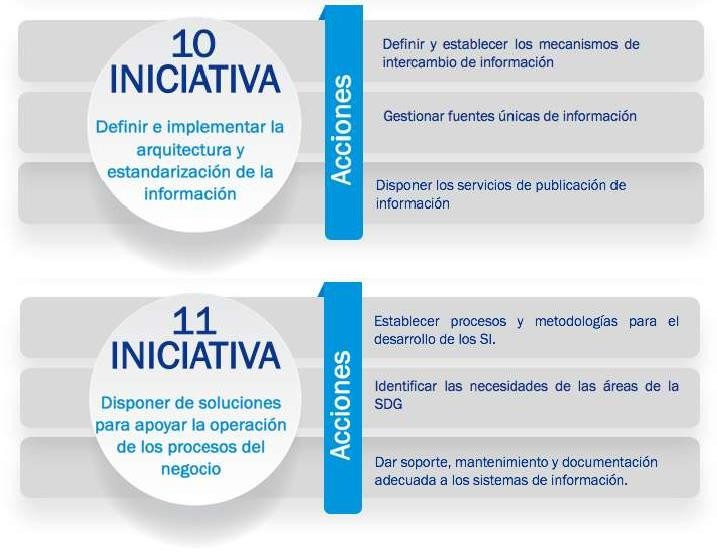 10
INICIATIVA
Definir e implementar la
arquitectura y
estandarización de la
información
Acciones
Definir y establecer los mecanismos de
intercambio de información
Gestionar fuentes únicas de información
Disponer los servicios de publicación de
información
11
INICIATIVA
Disponer de soluciones
para apoyar la operación
de los procesos del
negocio
Acciones
Establecer procesos y metodologías para el
desarrollo de los SI.
Identificar las necesidades de las áreas de la
SDG
Dar soporte, mantenimiento y documentación
adecuada a los sistemas de información.